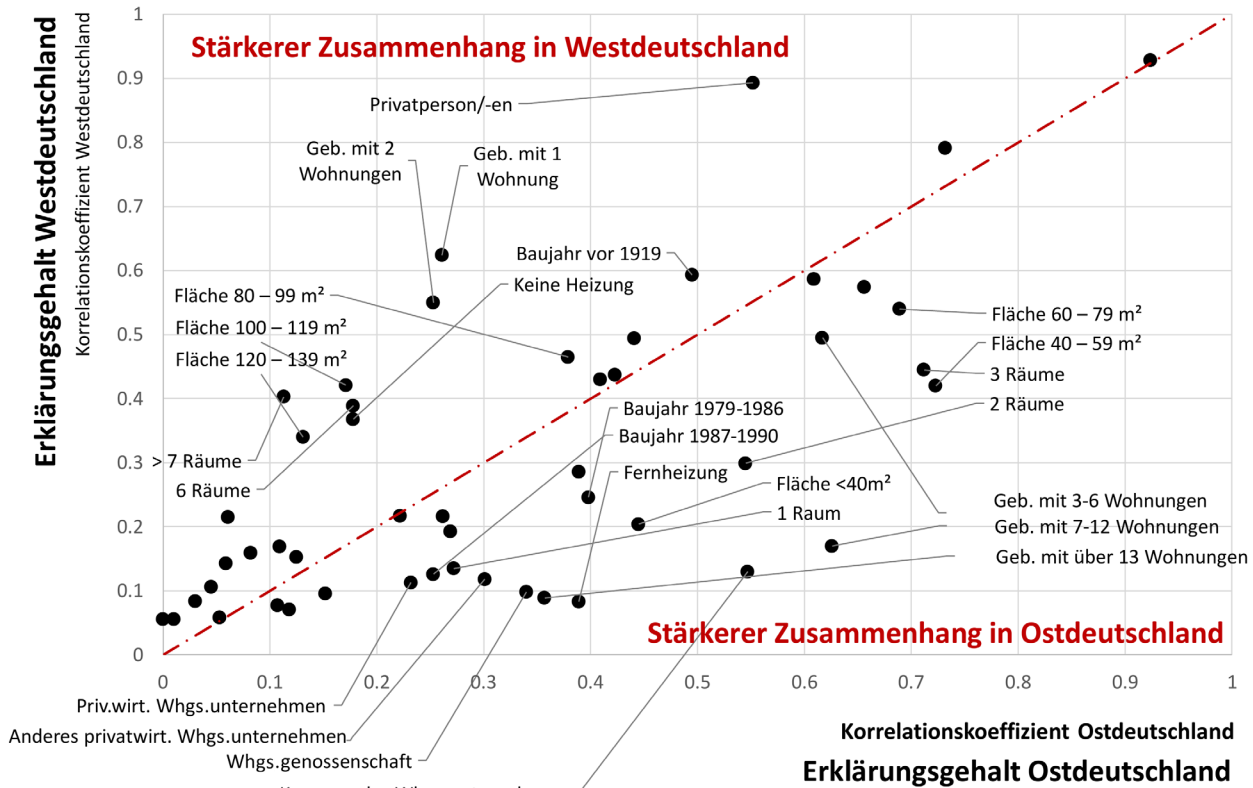 Erklärungsgehalt Westdeutschland
Korrelationskoeffizient Westdeutschland
1
0.9
0.8
0.7
0.6
0.5
0.4
0.3
0.2
0.1
0
Stärkerer Zusammenhang in Westdeutschland
Privatperson/-en
Geb. mit 2
Wohnungen
Geb. mit 1
Wohnung
Baujahr vor 1919
Keine Heizung
Fläche 80 – 99 m²
Fläche 100 – 119 m²
Fläche 120 – 139 m²
> 7 Räume
6 Räume
Fläche 60 – 79 m²
Fläche 40 – 59 m²
3 Räume
2 Räume
Baujahr 1979-1986
Baujahr 1987-1990
Fernheizung
Fläche <40m²
1 Raum
Geb. mit 3-6 Wohnungen
Geb. mit 7-12 Wohnungen
Geb. mit über 13 Wohnungen
Stärkerer Zusammenhang in Ostdeutschland
0 0.1 0.2 0.3 0.4 0.5 0.6 0.7 0.8 0.9 1
Priv.wirt. Whgs.unternehmen
Anderes privatwirt. Whgs.unternehmen
Whgs.genossenschaft
Korrelationskoeffizient Ostdeutschland
Erklärungsgehalt Ostdeutschland